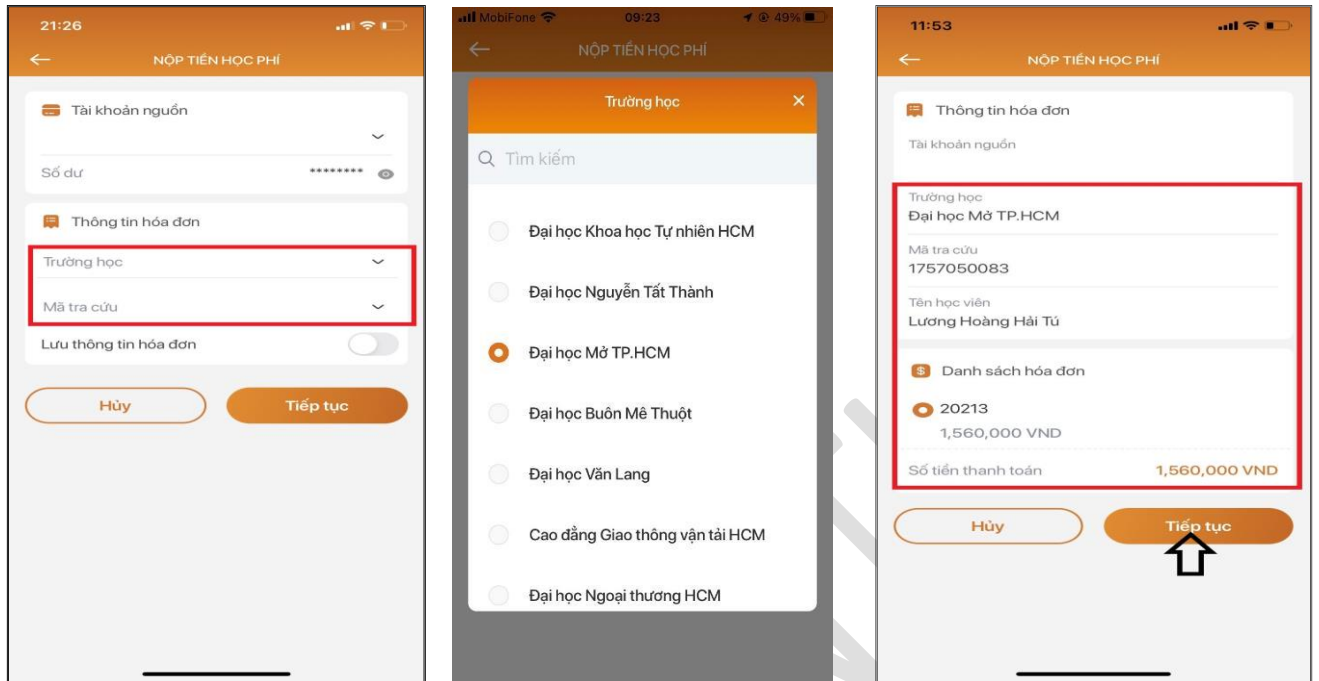 21:26
NỘP TIỀN HỌC PHÍ
Tài khoản nguồn
Số dư ********
Thông tin hóa đơn
Trường học
Mã tra cứu
Lưu thông tin hóa đơn
Hủy Tiếp tục
MobiFone 09:23 49%
NỘP TIỀN HỌC PHÍ
Trường học ×
Tìm kiếm
Đại học Khoa học Tự nhiên HCM
Đại học Nguyễn Tất Thành
Đại học Mở TP.HCM
Đại học Buôn Mê Thuột
Đại học Văn Lang
Cao đẳng Giao thông vận tải HCM
Đại học Ngoại thương HCM
11:53
NỘP TIỀN HỌC PHÍ
Thông tin hóa đơn
Tài khoản nguồn
Trường học
Đại học Mở TP.HCM
Mã tra cứu
1757050083
Tên học viên
Lương Hoàng Hải Tú
$ Danh sách hóa đơn
20213
1,560,000 VND
Số tiền thanh toán 1,560,000 VND
Hủy Tiếp tục